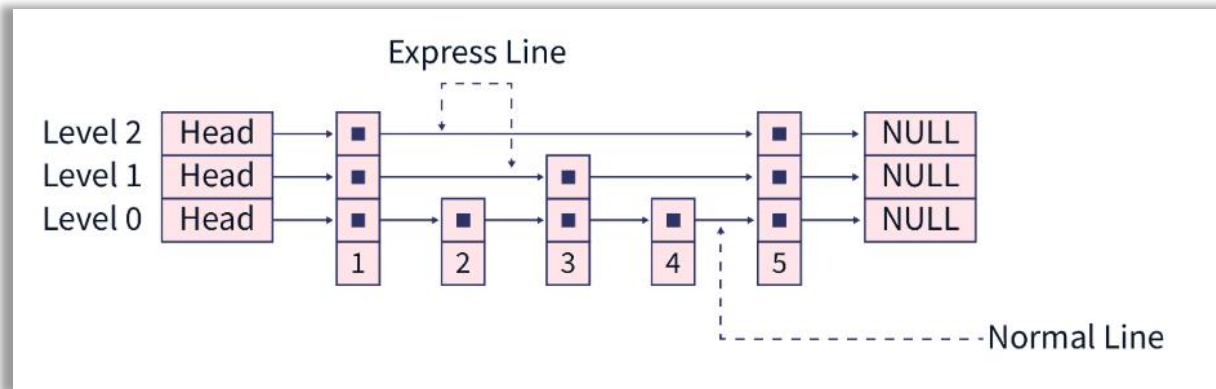 Express Line
Level 2 Head NULL
Level 1 Head NULL
Level 0 Head NULL
1 2 3 4 5
Normal Line